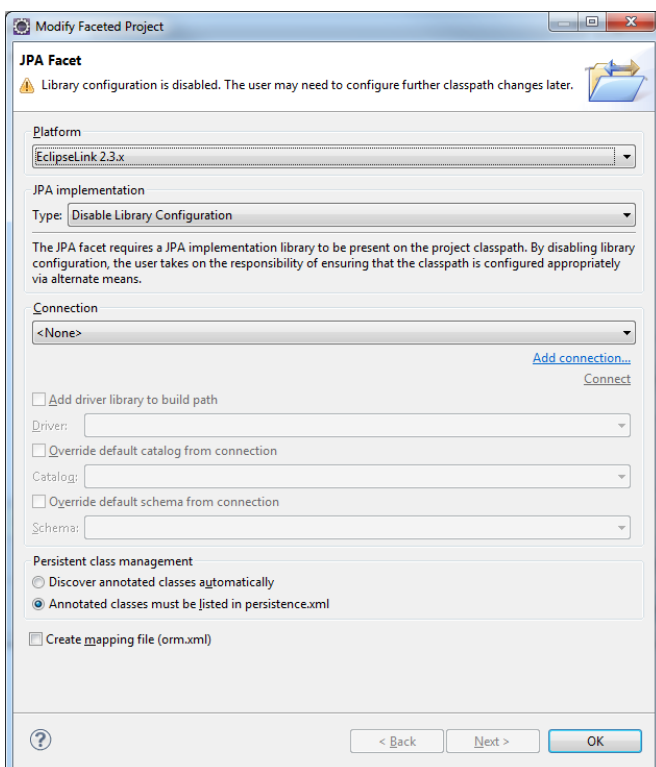 Modify Faceted Project
JPA Facet
Library configuration is disabled. The user may need to configure further classpath changes later.
Platform
EclipseLink 2.3.x
JPA implementation
Type: Disable Library Configuration
The JPA facet requires a JPA implementation library to be present on the project classpath. By disabling library
configuration, the user takes on the responsibility of ensuring that the classpath is configured appropriately
via alternate means.
Connection
<None>
Add connection...
Connect
Add driver library to build path
Driver:
Override default catalog from connection
Catalog:
Override default schema from connection
Schema:
Persistent class management
Discover annotated classes automatically
Annotated classes must be listed in persistence.xml
Create mapping file (orm.xml)
< Back Next > OK